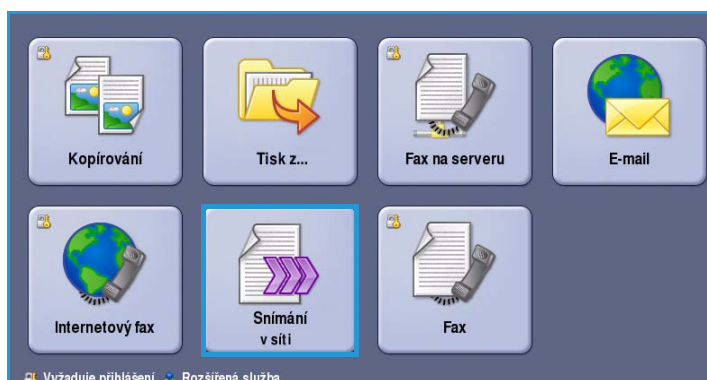 Kopírování
Tisk z...
Fax na serveru
E-mail
Internetový fax
Snímání
v síti
Fax
Vyžaduje přihlášení Rozšířená služba